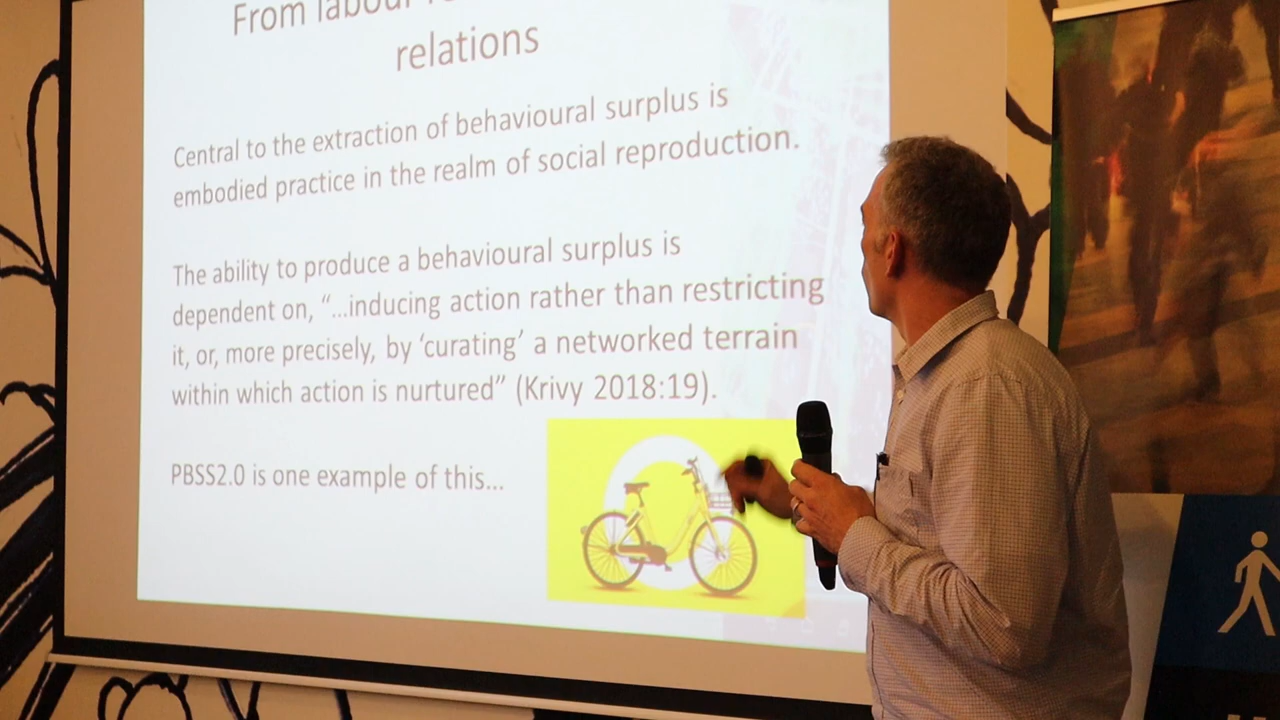 From labour
relations
Central to the extraction of behavioural surplus is
embodied practice in the realm of social reproduction.
The ability to produce a behavioural surplus is
dependent on, “...inducing action rather than restricting
it, or, more precisely, by ‘curating’ a networked terrain
within which action is nurtured” (Krivy 2018:19).
PBSS2.0 is one example of this...